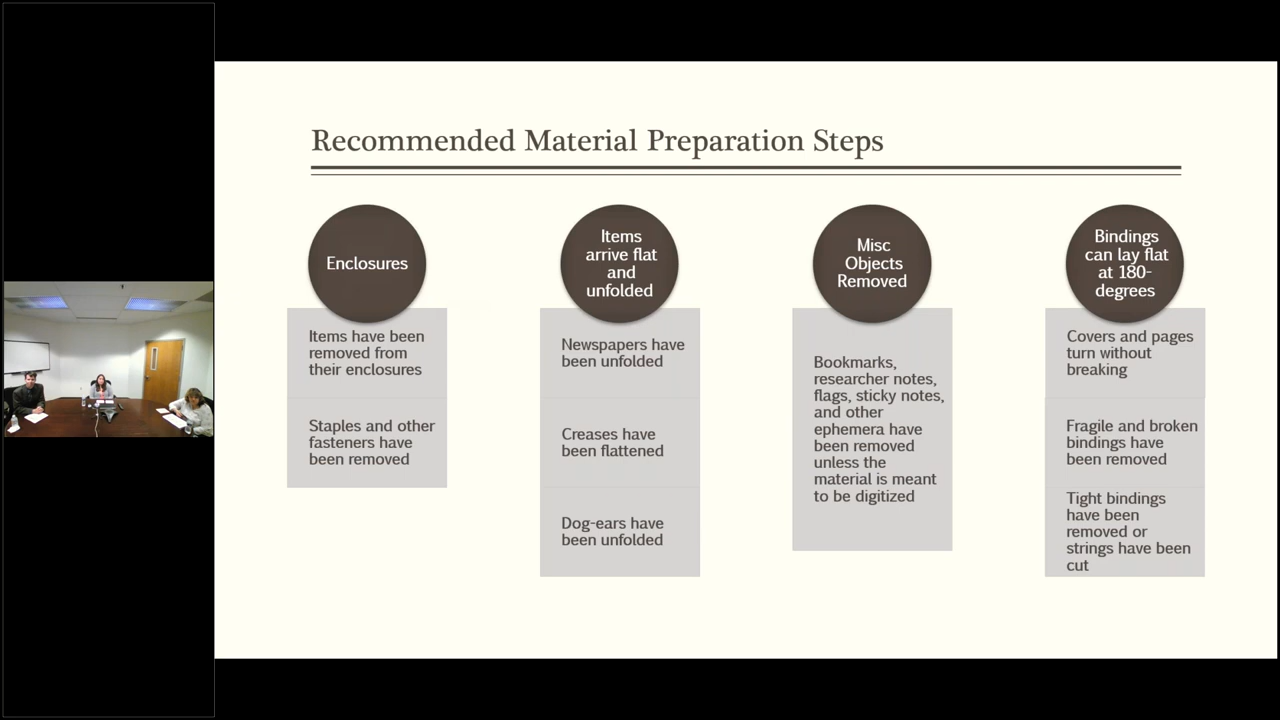 Recommended Material Preparation Steps
Enclosures
Items have been
removed from
their enclosures
Staples and other
fasteners have
been removed
Items
arrive flat
and
unfolded
Newspapers have
been unfolded
Creases have
been flattened
Dog-ears have
been unfolded
Misc
Objects
Removed
Bookmarks,
researcher notes,
flags, sticky notes,
and other
ephemera have
been removed
unless the
material is meant
to be digitized
Bindings
can lay flat
at 180-
degrees
Covers and pages
turn without
breaking
Fragile and broken
bindings have
been removed
Tight bindings
have been
removed or
strings have been
cut